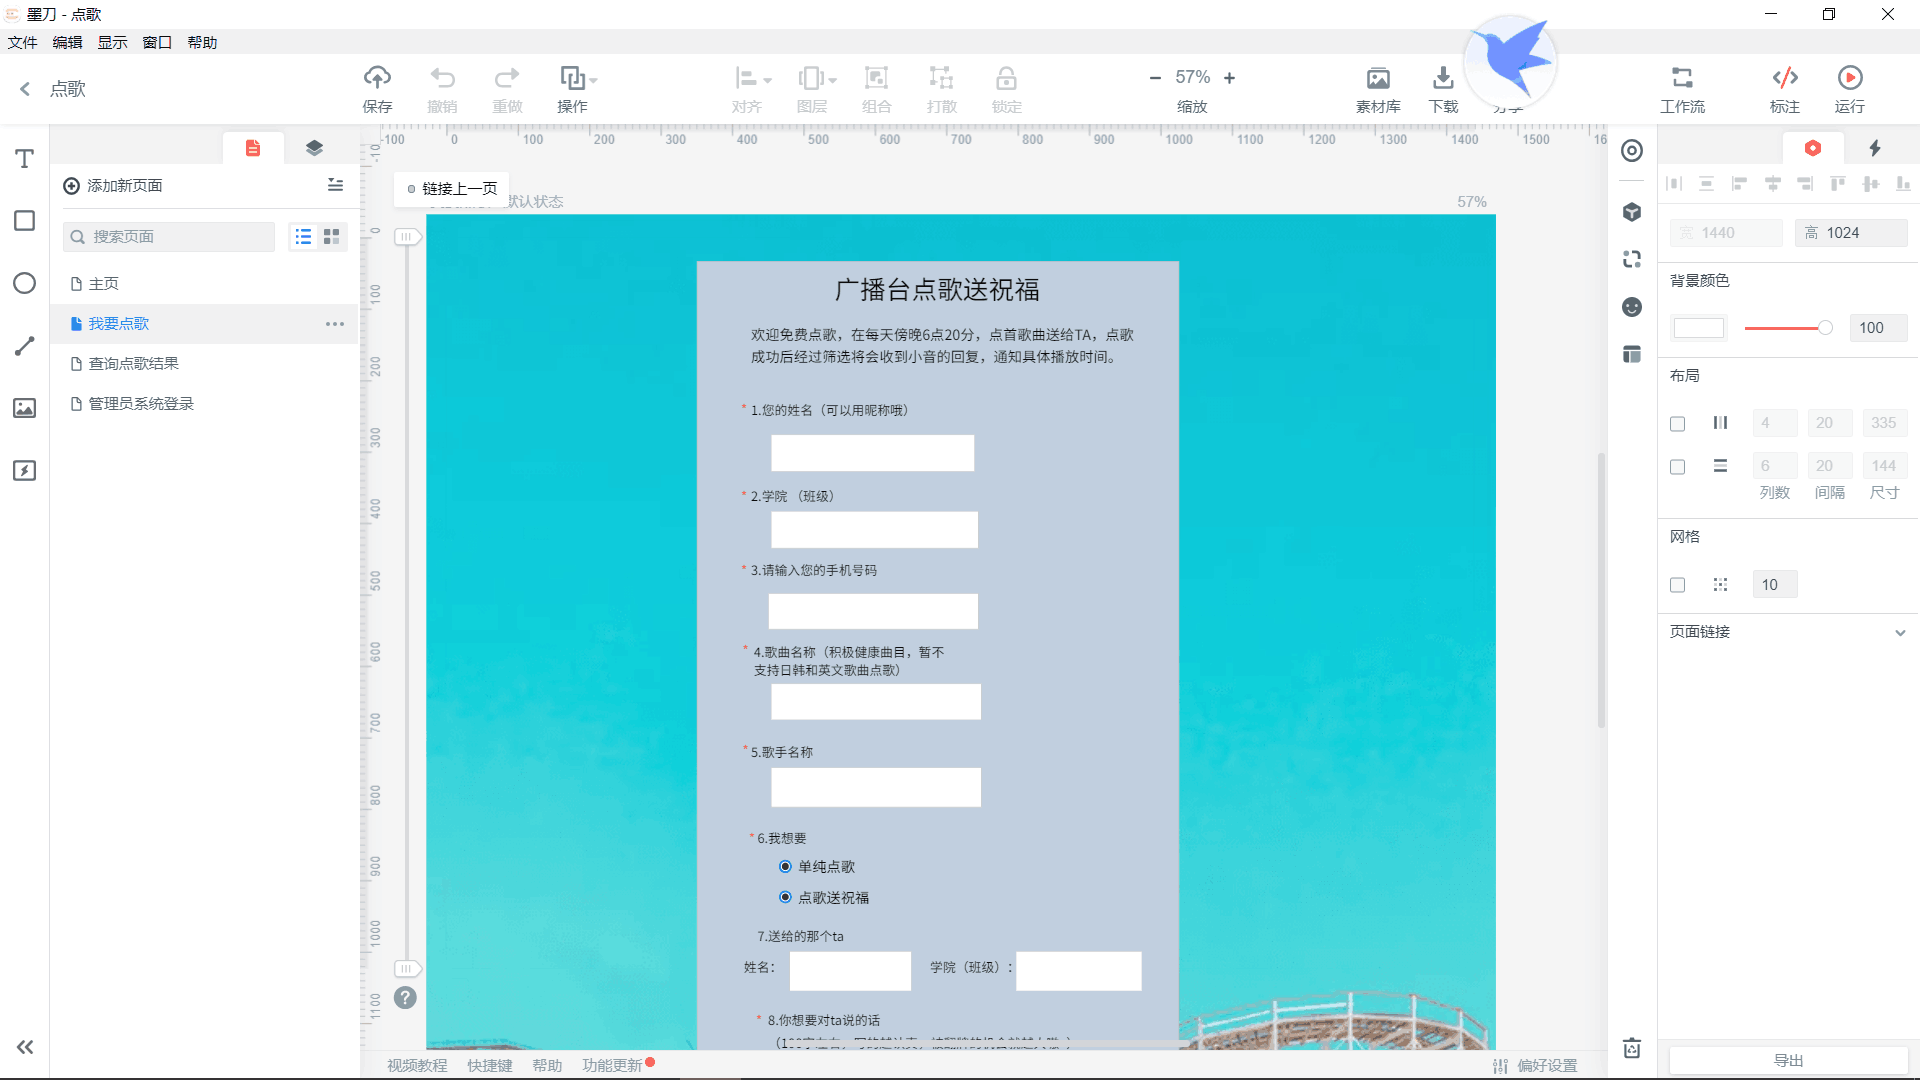 墨刀 - 点歌
文件 编辑 显示 窗口 帮助
点歌
保存 撤销 重做 操作 对齐 图层 组合 打散 锁定
57%
缩放
素材库 下载 分享 工作流 标注 运行
添加新页面
搜索页面
主页
我要点歌
查询点歌结果
管理员系统登录
-100 0 100 200 300 400 500 600 700 800 900 1000 1100 1200 1300 1400 1500 16
-10
0
100
200
300
400
500
600
700
800
900
1000
1100
链接上一页
默认状态
57%
广播台点歌送祝福
欢迎免费点歌，在每天傍晚6点20分，点首歌曲送给TA，点歌
成功后经过筛选将会收到小音的回复，通知具体播放时间。
* 1.您的姓名（可以用昵称哦）
* 2.学院 （班级）
* 3.请输入您的手机号码
* 4.歌曲名称（积极健康曲目，暂不
支持日韩和英文歌曲点歌）
* 5.歌手名称
* 6.我想要
单纯点歌
点歌送祝福
7.送给的那个ta
姓名： 学院（班级）：
* 8.你想要对ta说的话
视频教程 快捷键 帮助 功能更新
偏好设置
宽 1440 高 1024
背景颜色
100
布局
4 20 335
6 20 144
列数 间隔 尺寸
网格
10
页面链接
导出